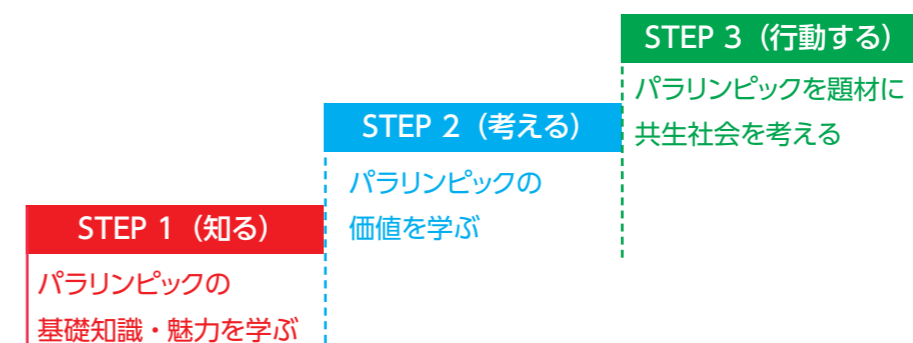 STEP 1（知る）
パラリンピックの
基礎知識・魅力を学ぶ
STEP 2（考える）
パラリンピックの
価値を学ぶ
STEP 3（行動する）
パラリンピックを題材に
共生社会を考える